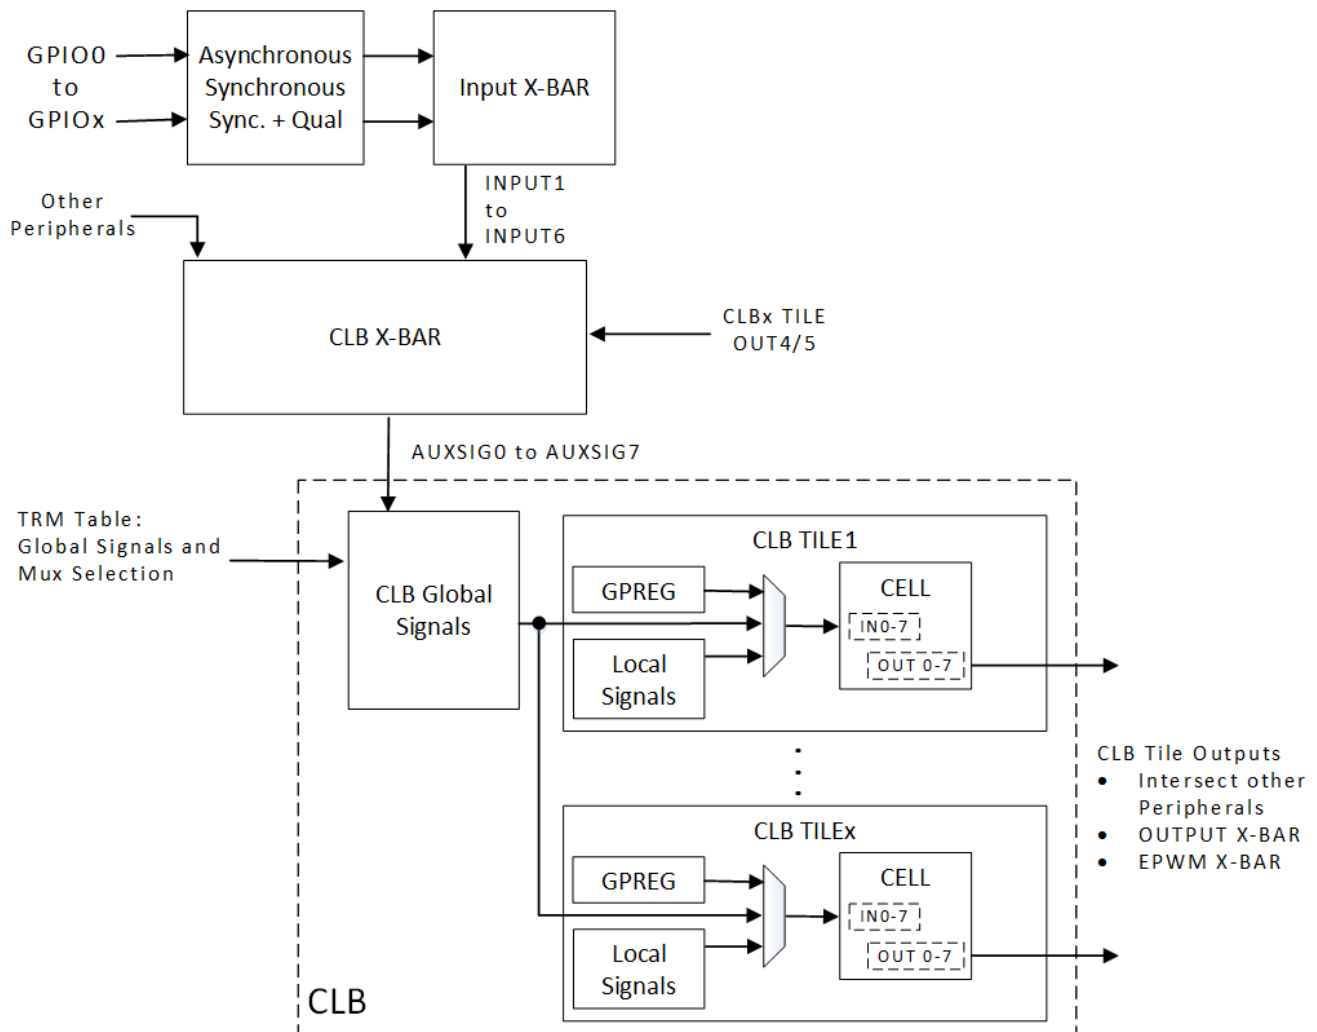 GPIO0
to
GPIOx
Asynchronous
Synchronous
Sync. + Qual
Input X-BAR
Other
Peripherals
INPUT1
to
INPUT6
CLB X-BAR
CLBx TILE
OUT4/5
AUXSIG0 to AUXSIG7
TRM Table:
Global Signals and
Mux Selection
CLB Global
Signals
CLB TILE1
GPREG
Local
Signals
CELL
IN0-7
OUT 0-7
CLB TILEx
GPREG
Local
Signals
CELL
IN0-7
OUT 0-7
CLB Tile Outputs
• Intersect other
Peripherals
• OUTPUT X-BAR
• EPWM X-BAR
CLB